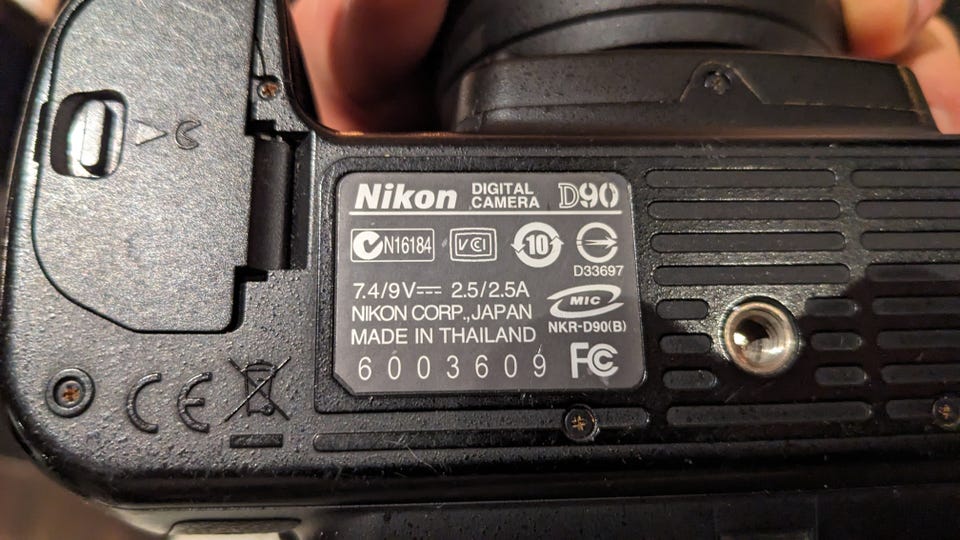 Nikon DIGITAL CAMERA D90
N16184 VCI 10
D33697
7.4/9V 2.5/2.5A
MIC
NIKON CORP.,JAPAN
NKR-D90(B)
MADE IN THAILAND
6003609 FC
CE